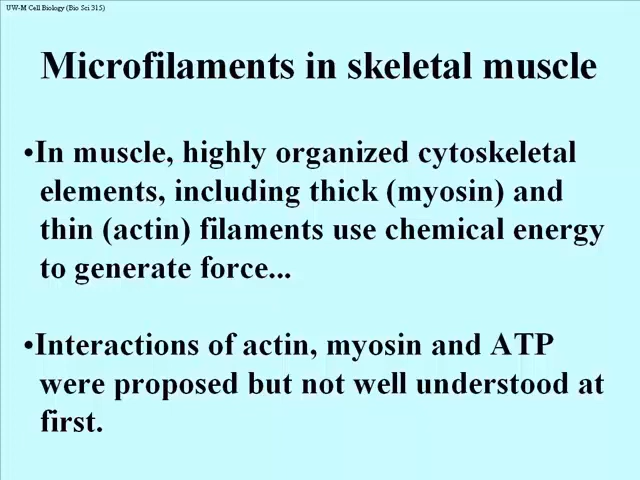 UW-M Cell Biology (Bio Sci 315)
Microfilaments in skeletal muscle
•In muscle, highly organized cytoskeletal
elements, including thick (myosin) and
thin (actin) filaments use chemical energy
to generate force...
•Interactions of actin, myosin and ATP
were proposed but not well understood at
first.